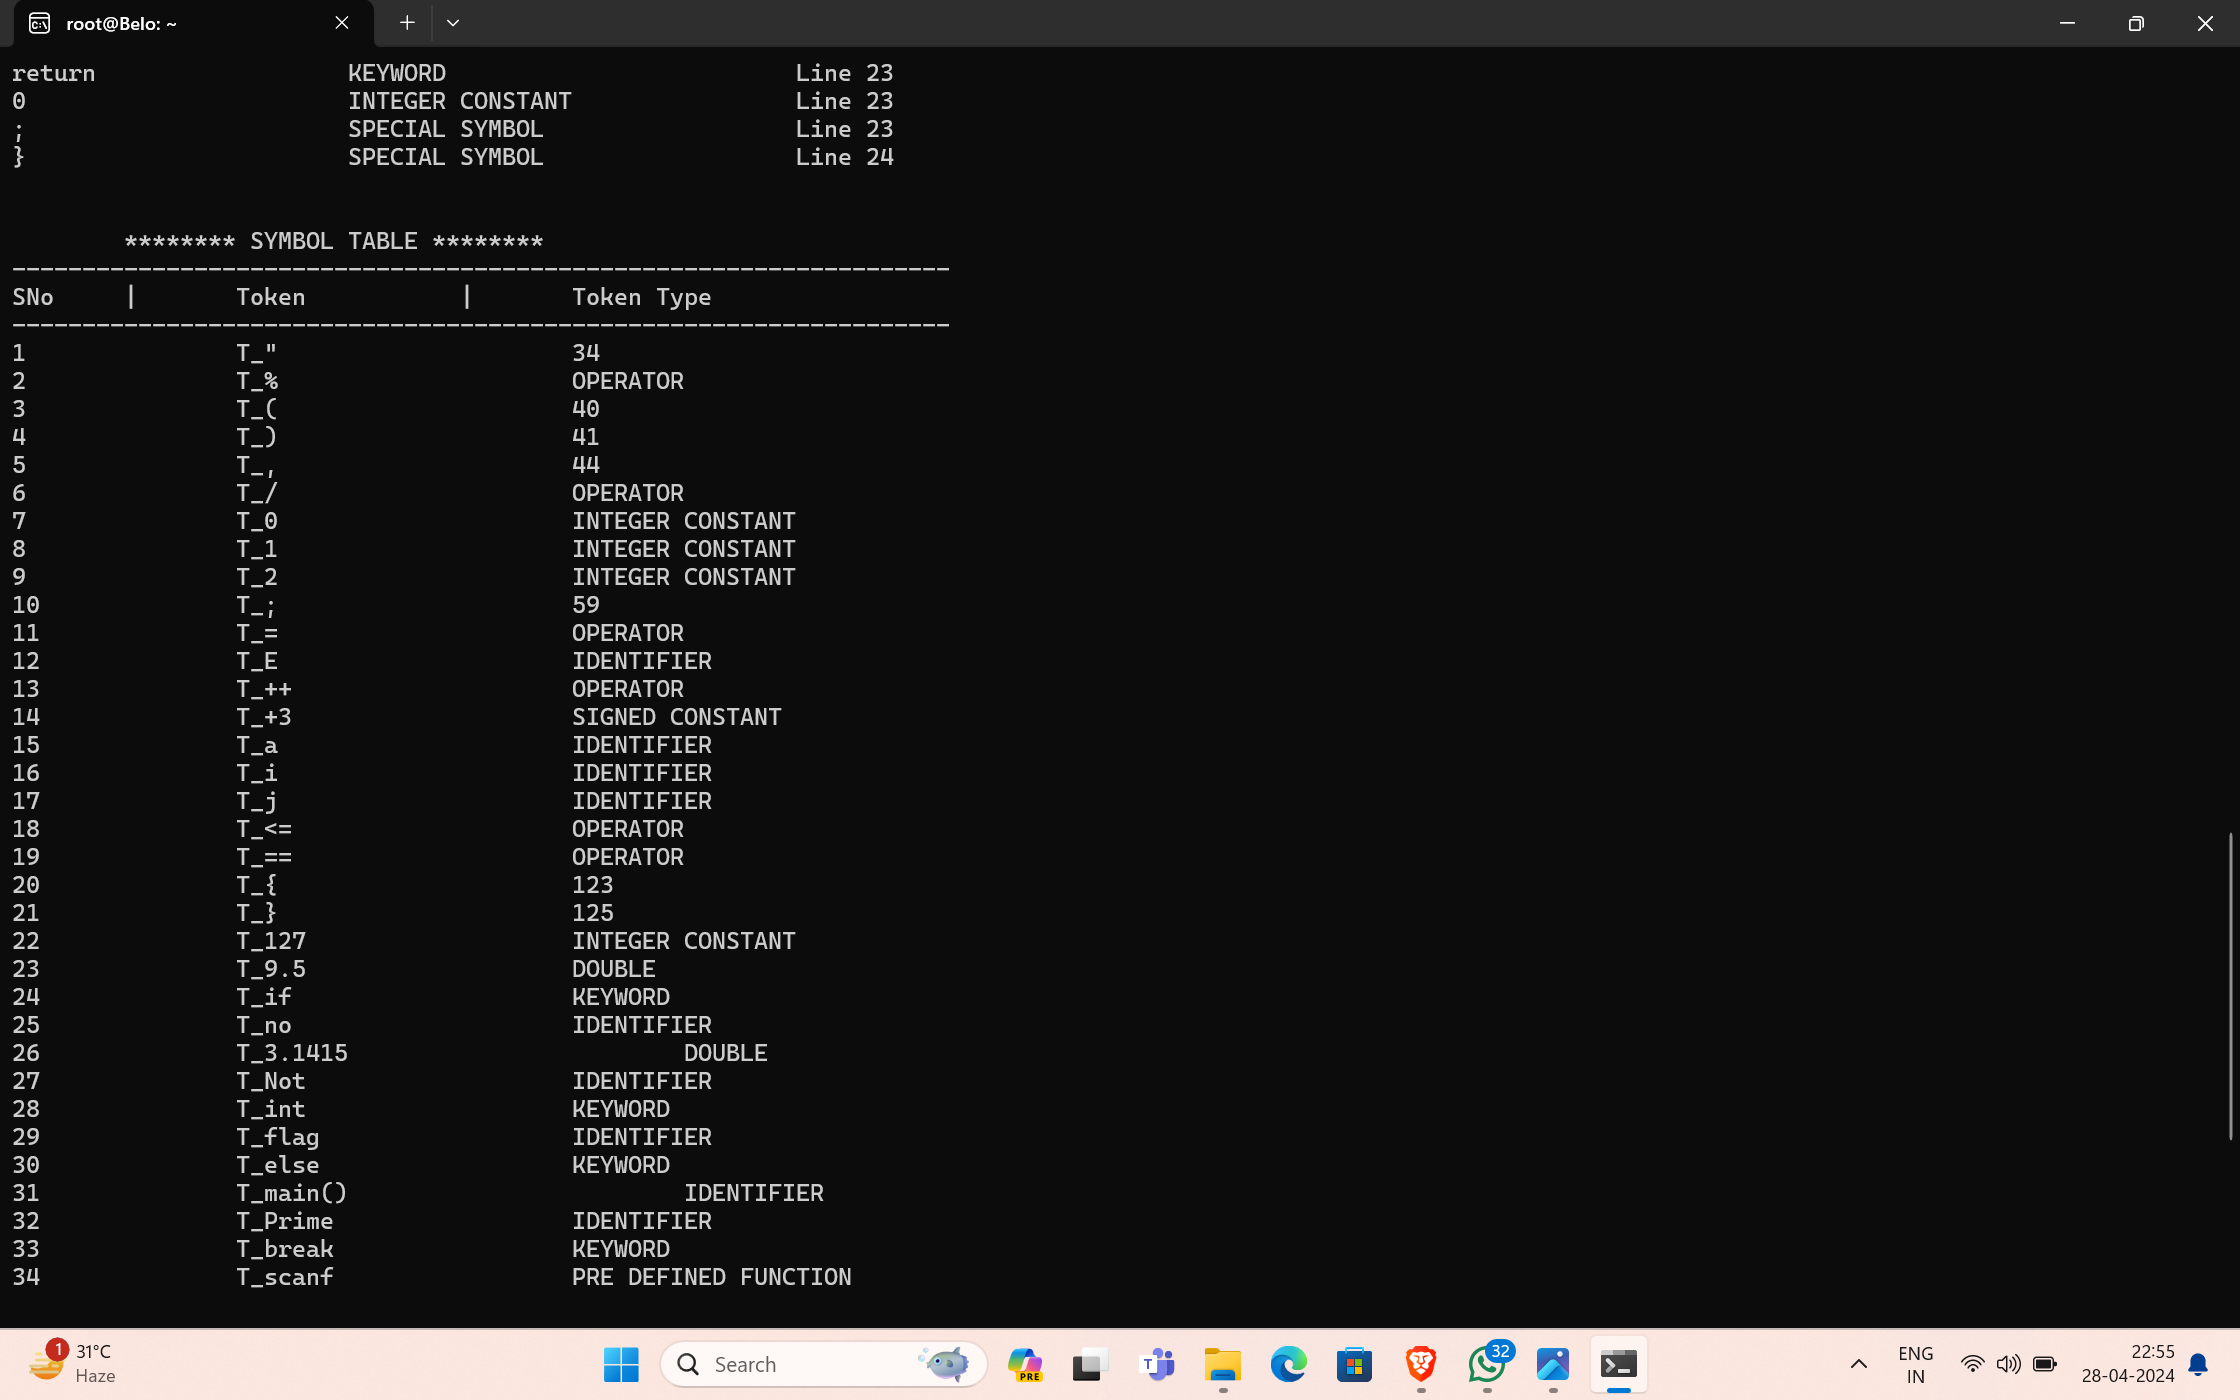 root@Belo: ~
return KEYWORD Line 23
0 INTEGER CONSTANT Line 23
; SPECIAL SYMBOL Line 23
} SPECIAL SYMBOL Line 24
******** SYMBOL TABLE ********
-------------------------------------------------------------------
SNo | Token | Token Type
-------------------------------------------------------------------
1 T_" 34
2 T_% OPERATOR
3 T_( 40
4 T_) 41
5 T_, 44
6 T_/ OPERATOR
7 T_0 INTEGER CONSTANT
8 T_1 INTEGER CONSTANT
9 T_2 INTEGER CONSTANT
10 T_; 59
11 T_= OPERATOR
12 T_E IDENTIFIER
13 T_++ OPERATOR
14 T_+3 SIGNED CONSTANT
15 T_a IDENTIFIER
16 T_i IDENTIFIER
17 T_j IDENTIFIER
18 T_<= OPERATOR
19 T_== OPERATOR
20 T_{ 123
21 T_} 125
22 T_127 INTEGER CONSTANT
23 T_9.5 DOUBLE
24 T_if KEYWORD
25 T_no IDENTIFIER
26 T_3.1415 DOUBLE
27 T_Not IDENTIFIER
28 T_int KEYWORD
29 T_flag IDENTIFIER
30 T_else KEYWORD
31 T_main() IDENTIFIER
32 T_Prime IDENTIFIER
33 T_break KEYWORD
34 T_scanf PRE DEFINED FUNCTION
1 31°C
Haze
Search
PRE
T
32
ENG
IN
22:55
28-04-2024